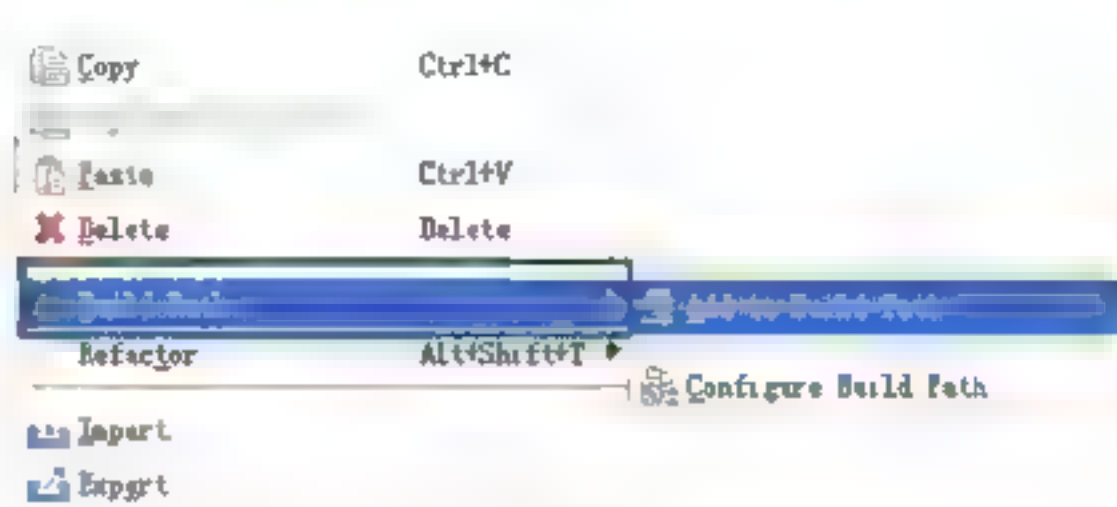 Copy Ctrl+C
Paste Ctrl+V
Delete Delete
Refactor Alt+Shift+T
Configure Build Path
Import
Export